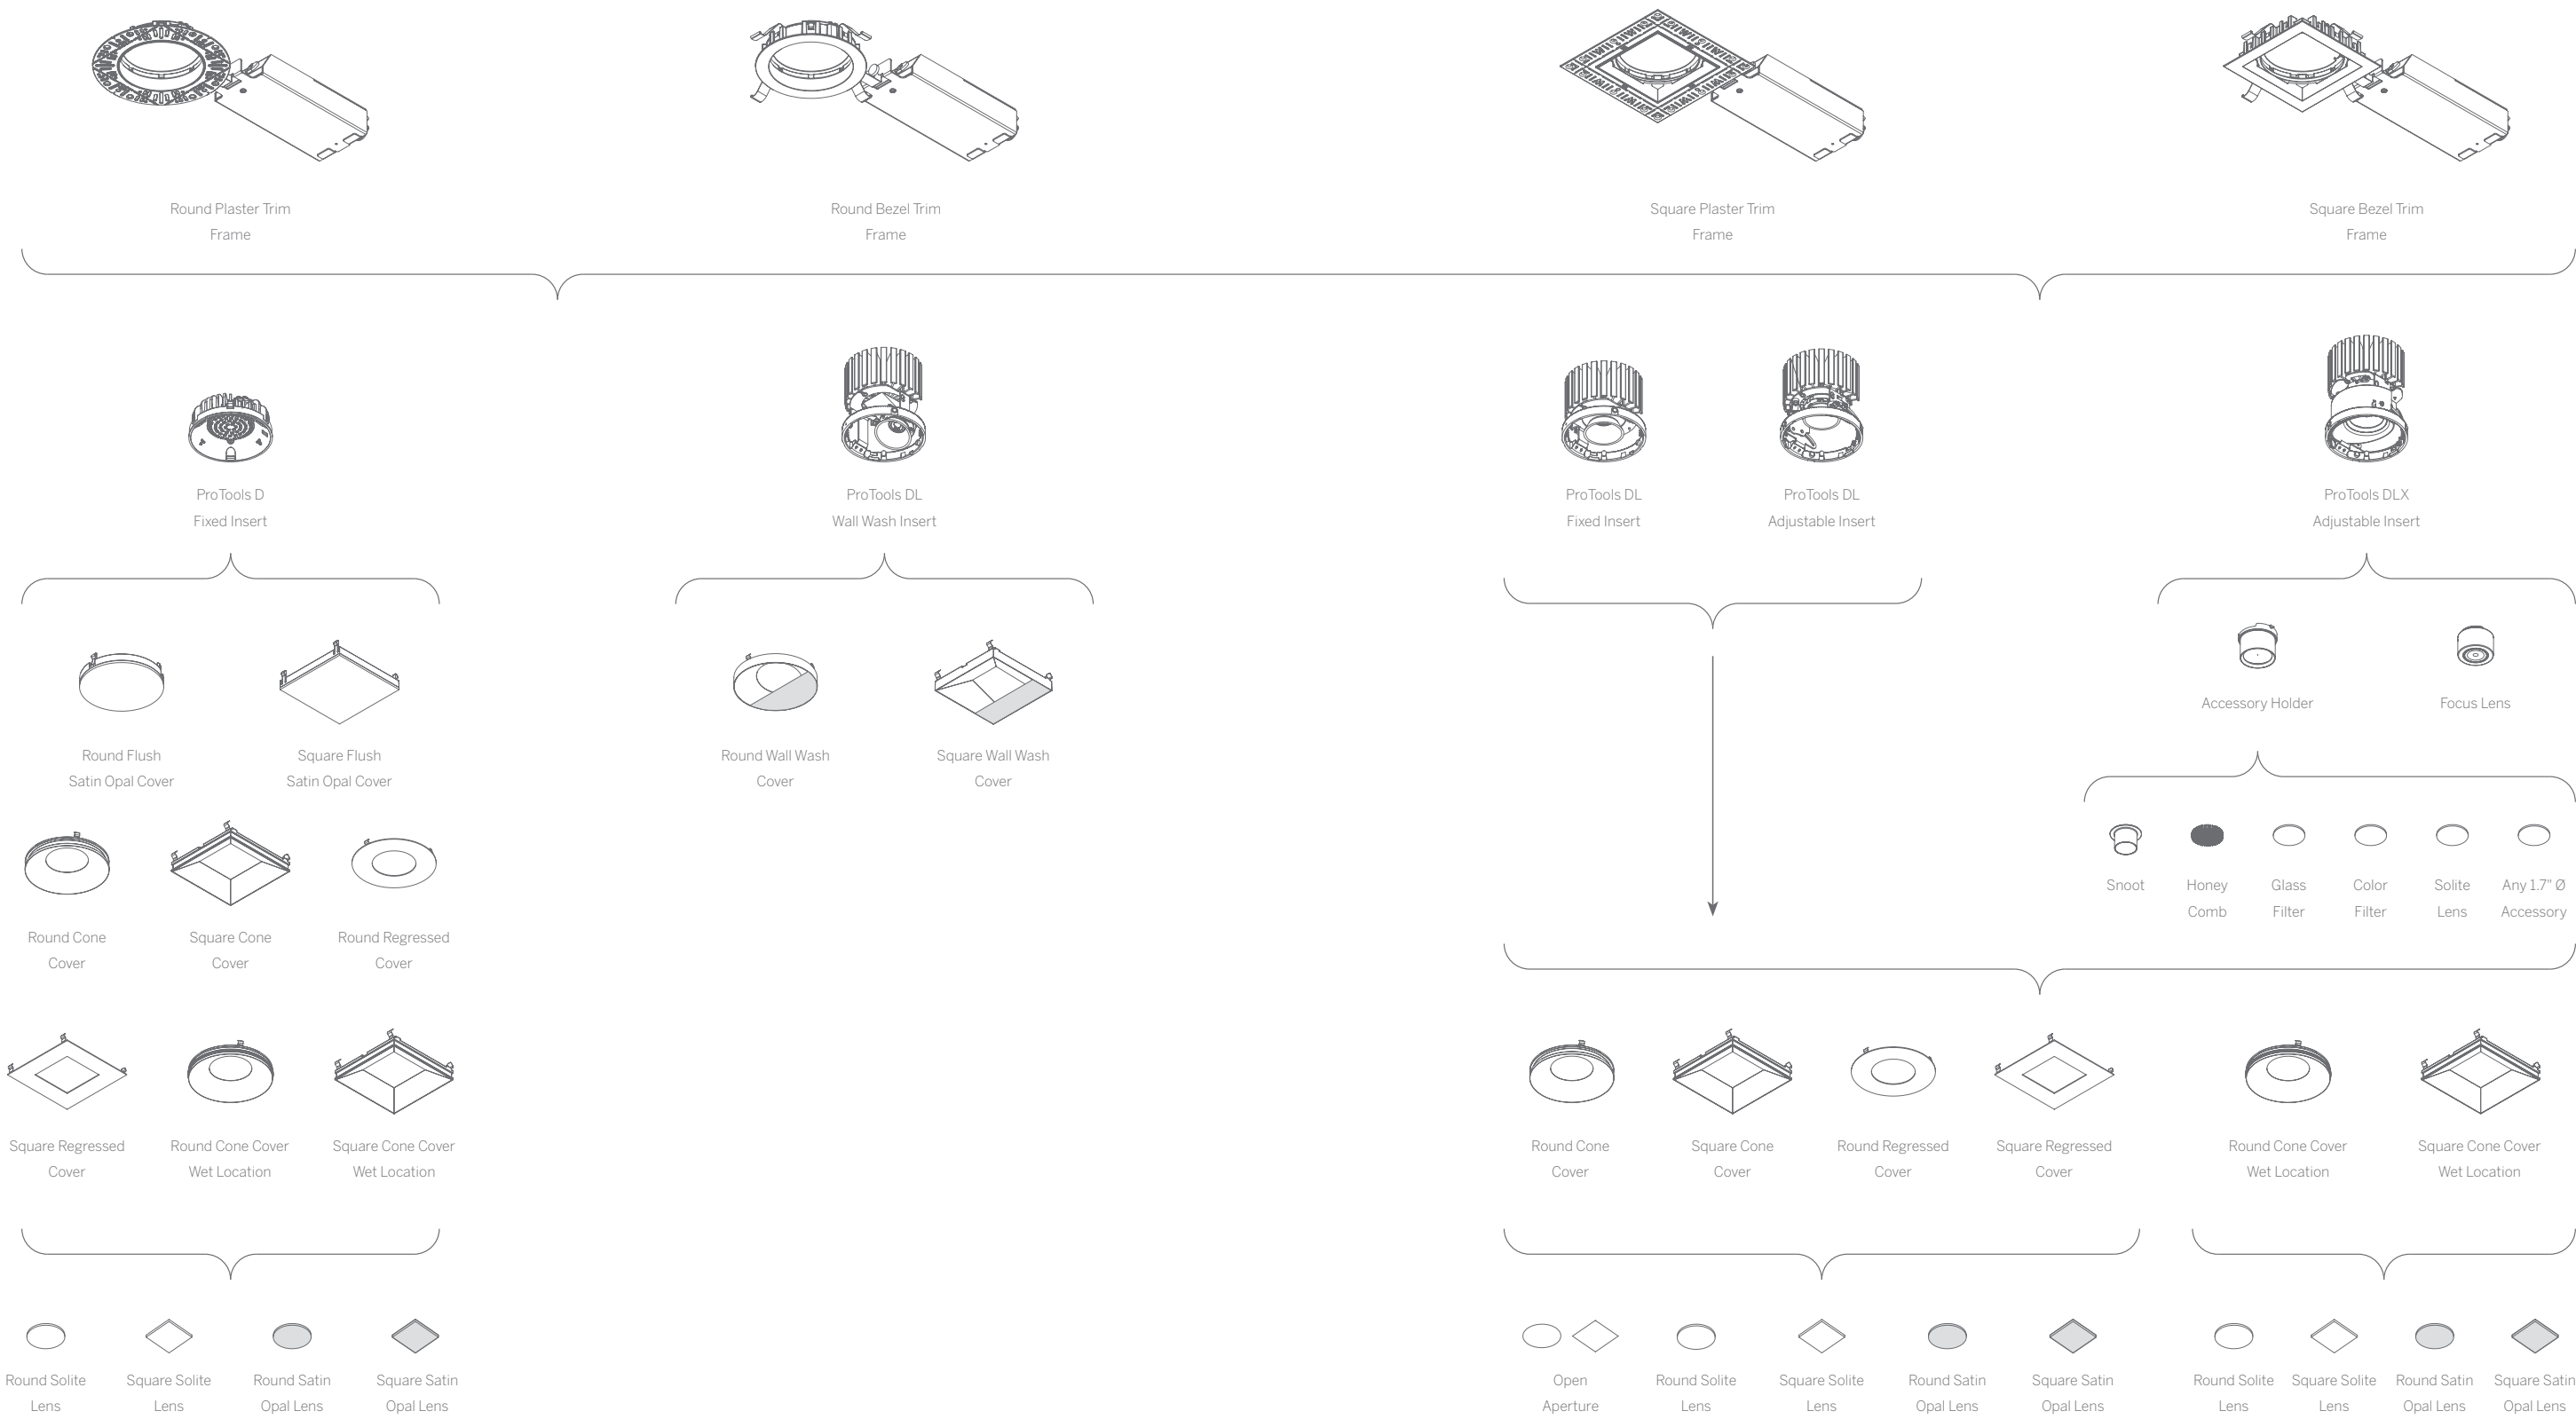 Round Plaster Trim
Frame
Round Bezel Trim
Frame
Square Plaster Trim
Frame
Square Bezel Trim
Frame
ProTools D
Fixed Insert
ProTools DL
Wall Wash Insert
ProTools DL
Fixed Insert
ProTools DL
Adjustable Insert
ProTools DLX
Adjustable Insert
Accessory Holder
Focus Lens
Round Flush
Satin Opal Cover
Square Flush
Satin Opal Cover
Round Wall Wash
Cover
Square Wall Wash
Cover
Snoot
Honey
Comb
Glass
Filter
Color
Filter
Solite
Lens
Any 1.7" Ø
Accessory
Round Cone
Cover
Square Cone
Cover
Round Regressed
Cover
Square Regressed
Cover
Round Cone Cover
Wet Location
Square Cone Cover
Wet Location
Round Cone
Cover
Square Cone
Cover
Round Regressed
Cover
Square Regressed
Cover
Round Cone Cover
Wet Location
Square Cone Cover
Wet Location
Round Solite
Lens
Square Solite
Lens
Round Satin
Opal Lens
Square Satin
Opal Lens
Open
Aperture
Round Solite
Lens
Square Solite
Lens
Round Satin
Opal Lens
Square Satin
Opal Lens
Round Solite
Lens
Square Solite
Lens
Round Satin
Opal Lens
Square Satin
Opal Lens